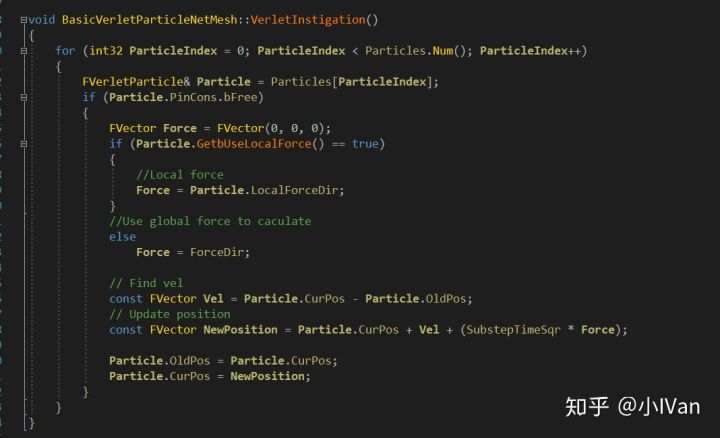 void BasicVerletParticleNetMesh::VerletInstigation()
{
    for (int32 ParticleIndex = 0; ParticleIndex < Particles.Num(); ParticleIndex++)
    {
        FVerletParticle& Particle = Particles[ParticleIndex];
        if (Particle.PinCons.bFree)
        {
            FVector Force = FVector(0, 0, 0);
            if (Particle.GetbUseLocalForce() == true)
            {
                //Local force
                Force = Particle.LocalForceDir;
            }
            //Use global force to caculate
            else
                Force = ForceDir;

            // Find vel
            const FVector Vel = Particle.CurPos - Particle.OldPos;
            // Update position
            const FVector NewPosition = Particle.CurPos + Vel + (SubstepTimeSqr * Force);

            Particle.OldPos = Particle.CurPos;
            Particle.CurPos = NewPosition;
        }
    }
}
知乎 @小IVan